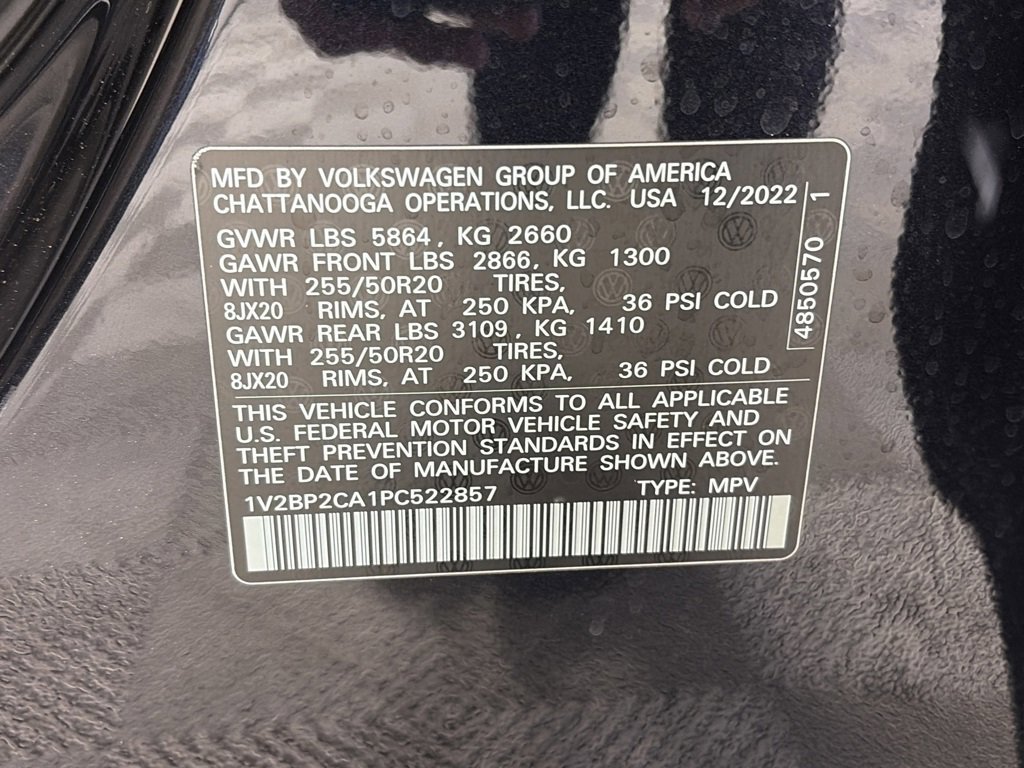 MFD BY VOLKSWAGEN GROUP OF AMERICA
CHATTANOOGA OPERATIONS, LLC. USA 12/2022
GVWR LBS 5864, KG 2660
GAWR FRONT LBS 2866, KG 1300
WITH 255/50R20 TIRES,
8JX20 RIMS, AT 250 KPA, 36 PSI COLD
GAWR REAR LBS 3109, KG 1410
WITH 255/50R20 TIRES,
8JX20 RIMS, AT 250 KPA, 36 PSI COLD
4850570 1
THIS VEHICLE CONFORMS TO ALL APPLICABLE
U.S. FEDERAL MOTOR VEHICLE SAFETY AND
THEFT PREVENTION STANDARDS IN EFFECT ON
THE DATE OF MANUFACTURE SHOWN ABOVE.
1V2BP2CA1PC522857 TYPE: MPV